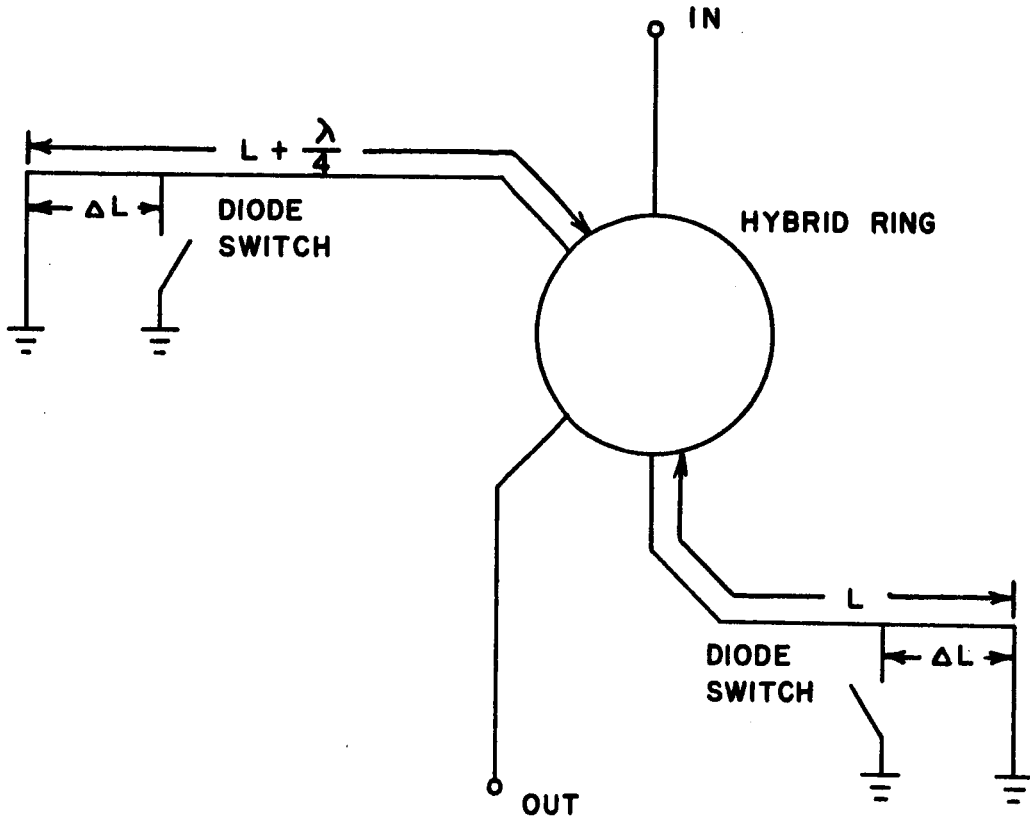 IN
L + λ/4
ΔL
DIODE
SWITCH
HYBRID RING
L
DIODE
SWITCH
ΔL
OUT